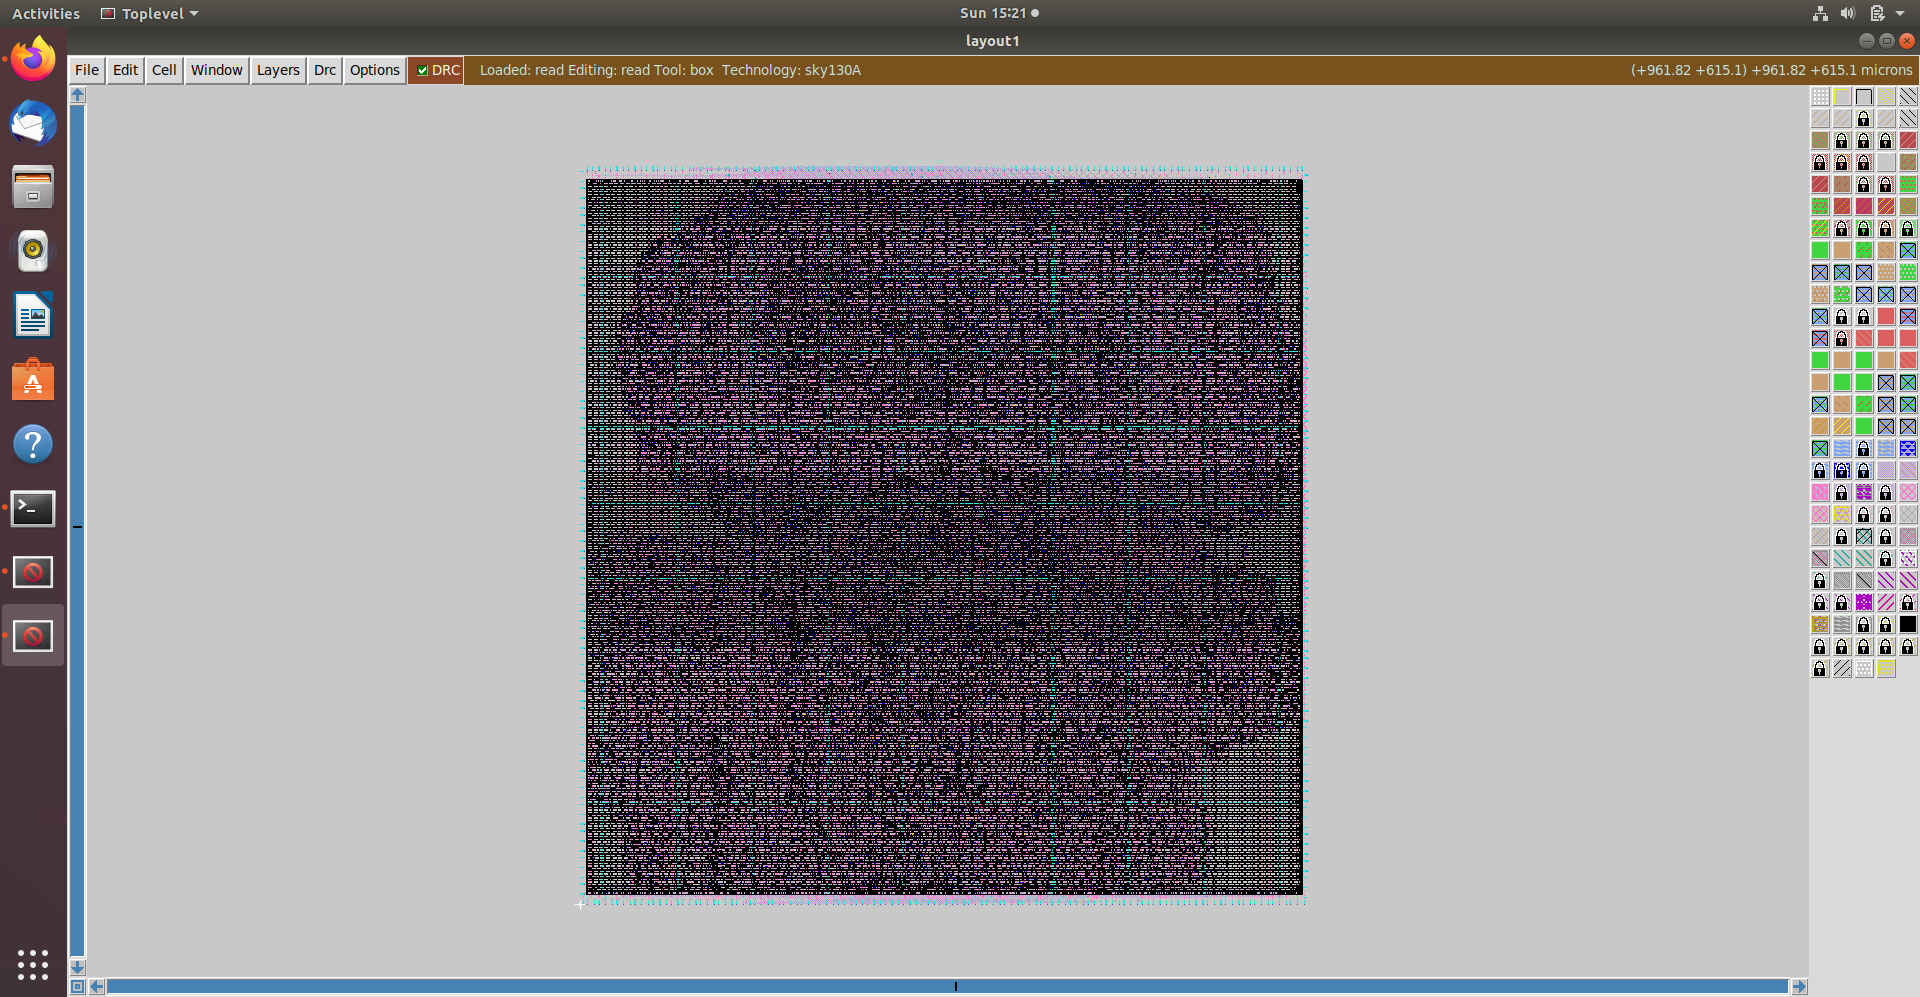 Activities Toplevel Sun 15:21
layout1
File Edit Cell Window Layers Drc Options DRC Loaded: read Editing: read Tool: box Technology: sky130A (+961.82 +615.1) +961.82 +615.1 microns